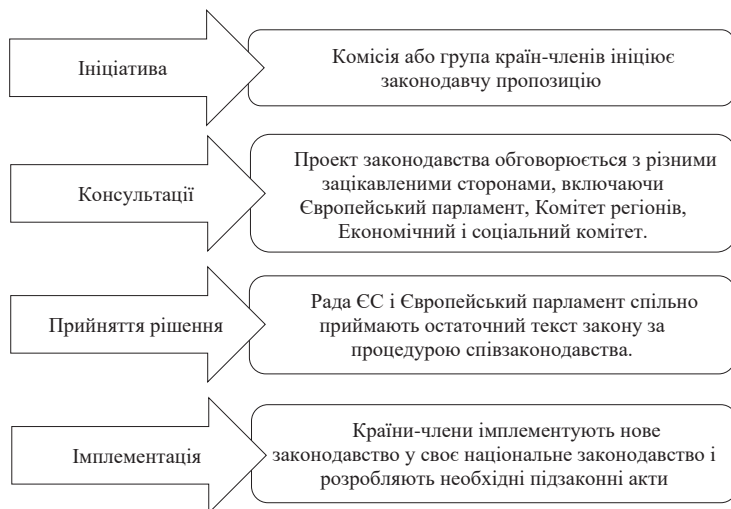 Ініціатива
Комісія або група країн-членів ініціює
законодавчу пропозицію
Консультації
Проект законодавства обговорюється з різними
зацікавленими сторонами, включаючи
Європейський парламент, Комітет регіонів,
Економічний і соціальний комітет.
Прийняття рішення
Рада ЄС і Європейський парламент спільно
приймають остаточний текст закону за
процедурою співзаконодавства.
Імплементація
Країни-члени імплементують нове
законодавство у своє національне законодавство і
розробляють необхідні підзаконні акти